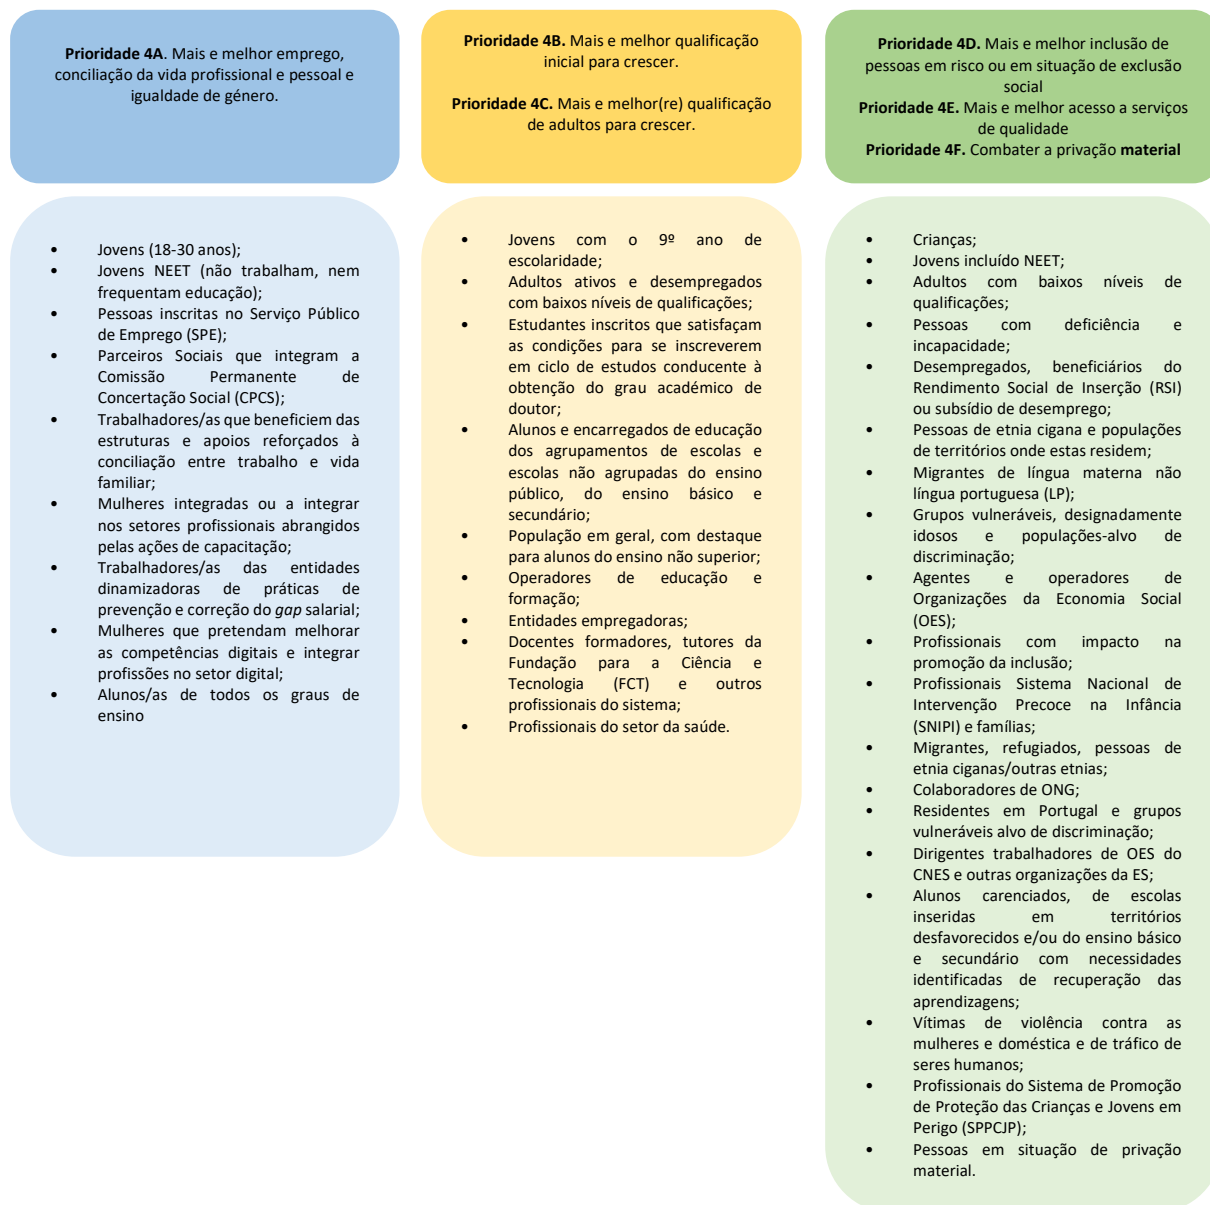 Prioridade 4A. Mais e melhor emprego,
conciliação da vida profissional e pessoal e
igualdade de género.
Jovens (18-30 anos);
Jovens NEET (não trabalham, nem
frequentam educação);
Pessoas inscritas no Serviço Público
de Emprego (SPE);
Parceiros Sociais que integram a
Comissão Permanente de
Concertação Social (CPCS);
Trabalhadores/as que beneficiem das
estruturas e apoios reforçados à
conciliação entre trabalho e vida
familiar;
Mulheres integradas ou a integrar
nos setores profissionais abrangidos
pelas ações de capacitação;
Trabalhadores/as das entidades
dinamizadoras de práticas de
prevenção e correção do gap salarial;
Mulheres que pretendam melhorar
as competências digitais e integrar
profissões no setor digital;
Alunos/as de todos os graus de
ensino
Prioridade 4B. Mais e melhor qualificação
inicial para crescer.
Prioridade 4C. Mais e melhor(re) qualificação
de adultos para crescer.
Jovens com o 9º ano de
escolaridade;
Adultos ativos e desempregados
com baixos níveis de qualificações;
Estudantes inscritos que satisfaçam
as condições para se inscreverem
em ciclo de estudos conducente à
obtenção do grau académico de
doutor;
Alunos e encarregados de educação
dos agrupamentos de escolas e
escolas não agrupadas do ensino
público, do ensino básico e
secundário;
População em geral, com destaque
para alunos do ensino não superior;
Operadores de educação e
formação;
Entidades empregadoras;
Docentes formadores, tutores da
Fundação para a Ciência e
Tecnologia (FCT) e outros
profissionais do sistema;
Profissionais do setor da saúde.
Prioridade 4D. Mais e melhor inclusão de
pessoas em risco ou em situação de exclusão
social
Prioridade 4E. Mais e melhor acesso a serviços
de qualidade
Prioridade 4F. Combater a privação material
Crianças;
Jovens incluído NEET;
Adultos com baixos níveis de
qualificações;
Pessoas com deficiência e
incapacidade;
Desempregados, beneficiários do
Rendimento Social de Inserção (RSI)
ou subsídio de desemprego;
Pessoas de etnia cigana e populações
de territórios onde estas residem;
Migrantes de língua materna não
língua portuguesa (LP);
Grupos vulneráveis, designadamente
idosos e populações-alvo de
discriminação;
Agentes e operadores de
Organizações da Economia Social
(OES);
Profissionais com impacto na
promoção da inclusão;
Profissionais Sistema Nacional de
Intervenção Precoce na Infância
(SNIPI) e famílias;
Migrantes, refugiados, pessoas de
etnia ciganas/outras etnias;
Colaboradores de ONG;
Residentes em Portugal e grupos
vulneráveis alvo de discriminação;
Dirigentes trabalhadores de OES do
CNES e outras organizações da ES;
Alunos carenciados, de escolas
inseridas em territórios
desfavorecidos e/ou do ensino básico
e secundário com necessidades
identificadas de recuperação das
aprendizagens;
Vítimas de violência contra as
mulheres e doméstica e de tráfico de
seres humanos;
Profissionais do Sistema de Promoção
de Proteção das Crianças e Jovens em
Perigo (SPPCJP);
Pessoas em situação de privação
material.